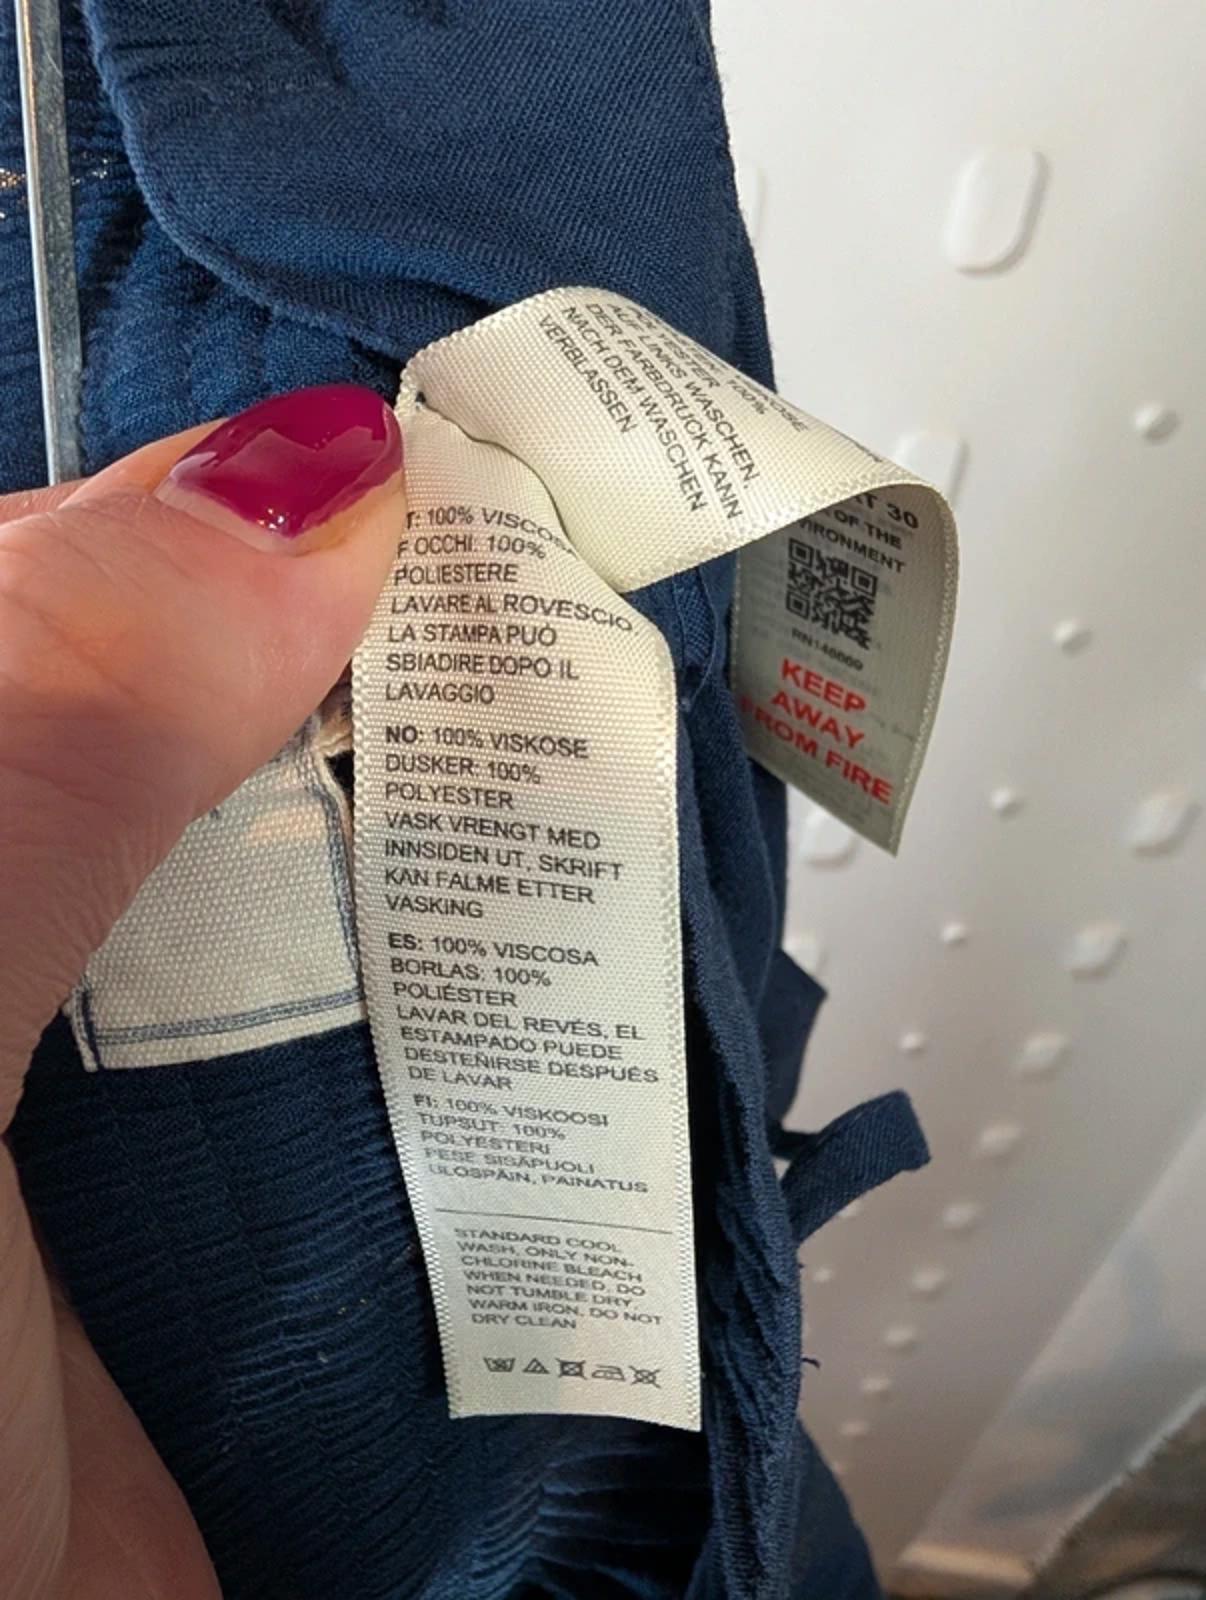 POLYESTER 100%
AUF LINKS WASCHEN.
DER FARBDRUCK KANN
NACH DEM WASCHEN
VERBLASSEN
T: 100% VISCOSA
F OCCHI: 100%
POLIESTERE
LAVARE AL ROVESCIO.
LA STAMPA PUÒ
SBIADIRE DOPO IL
LAVAGGIO
NO: 100% VISKOSE
DUSKER: 100%
POLYESTER
VASK VRENGT MED
INNSIDEN UT, SKRIFT
KAN FALME ETTER
VASKING
ES: 100% VISCOSA
BORLAS: 100%
POLIÉSTER
LAVAR DEL REVÉS, EL
ESTAMPADO PUEDE
DESTEÑIRSE DESPUÉS
DE LAVAR
FI: 100% VISKOOSI
TUPSUT: 100%
POLYESTERI
PESE SISÄPUOLI
ULOSPÄIN, PAINATUS
STANDARD COOL
WASH, ONLY NON-
CHLORINE BLEACH
WHEN NEEDED, DO
NOT TUMBLE DRY,
WARM IRON, DO NOT
DRY CLEAN
30
OF THE
IRONMENT
KEEP
AWAY
FROM FIRE